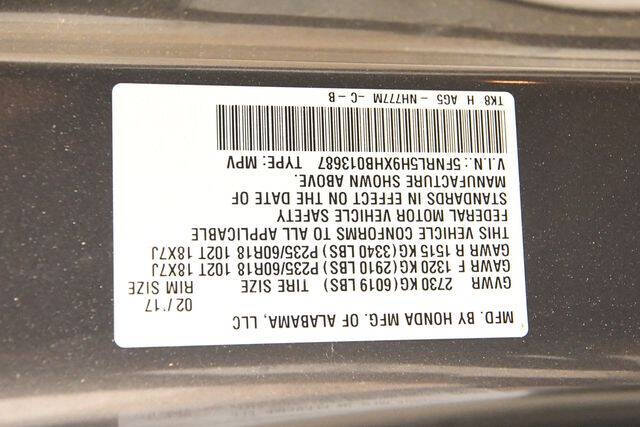 MFD. BY HONDA MFG. OF ALABAMA, LLC
02/'17
GVWR 2730 KG (6019 LBS) TIRE SIZE RIM SIZE
GAWR F 1320 KG (2910 LBS) P235/60R18 102T 18X7J
GAWR R 1515 KG (3340 LBS) P235/60R18 102T 18X7J
THIS VEHICLE CONFORMS TO ALL APPLICABLE
FEDERAL MOTOR VEHICLE SAFETY
STANDARDS IN EFFECT ON THE DATE OF
MANUFACTURE SHOWN ABOVE.
V.I.N.: 5FNRL5H9XHB013687 TYPE: MPV
TK8 H AG5 - NH777M -C-B